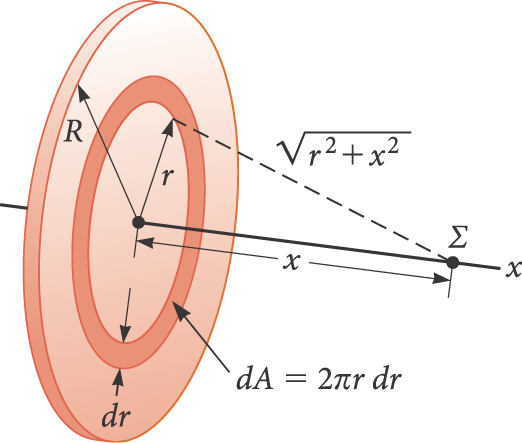 R
r
√r² + x²
Σ
x
x
dA = 2πr dr
dr